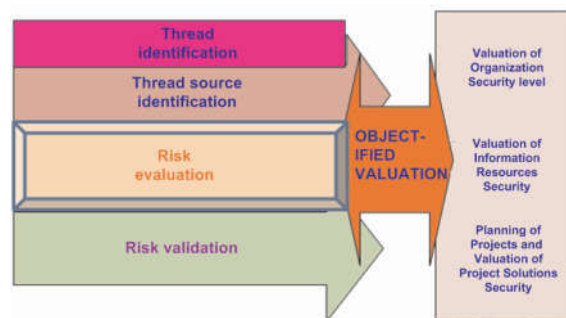 Thread
identification
Thread source
identification
Risk
evaluation
Risk validation
OBJECT-
IFIED
VALUATION
Valuation of
Organization
Security level
Valuation of
Information
Resources
Security
Planning of
Projects and
Valuation of
Project Solutions
Security